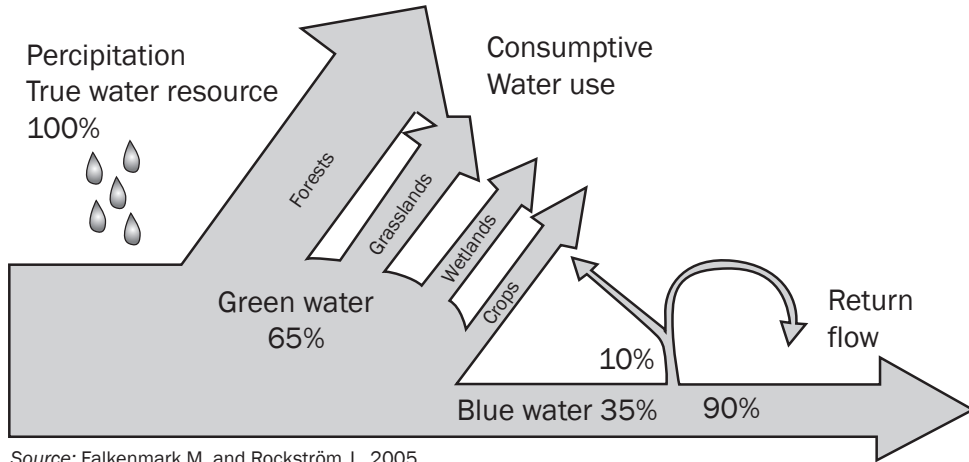 Percipitation
True water resource
100%
Consumptive
Water use
Forests
Grasslands
Wetlands
Crops
Green water
65%
10%
Return
flow
Blue water 35%
90%
Source: Falkenmark M. and Rockström J., 2005